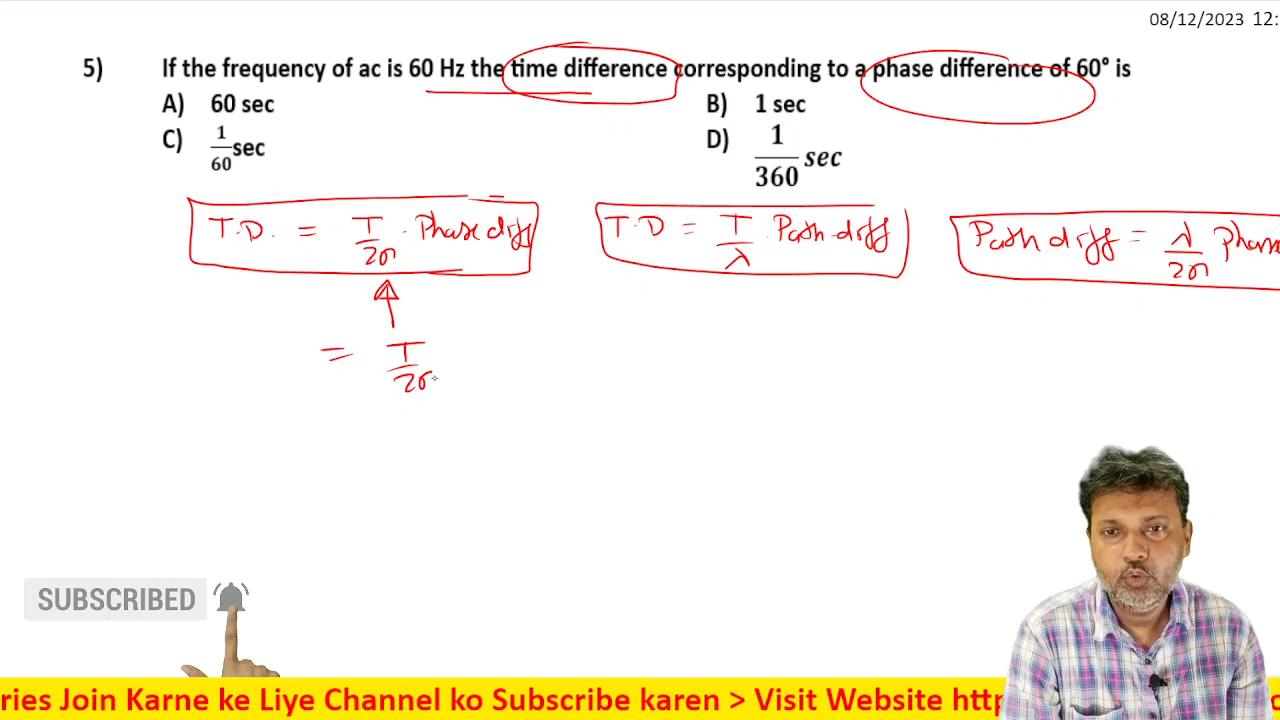 08/12/2023 12:
5) If the frequency of ac is 60 Hz the time difference corresponding to a phase difference of 60° is
A) 60 sec B) 1 sec
C) 1/60 sec D) 1/360 sec
T.D. = T/2π . Phase diff T.D = T/λ . Path diff Path diff = λ/2π phase
= T/2π
SUBSCRIBED
ries Join Karne ke Liye Channel ko Subscribe karen > Visit Website http